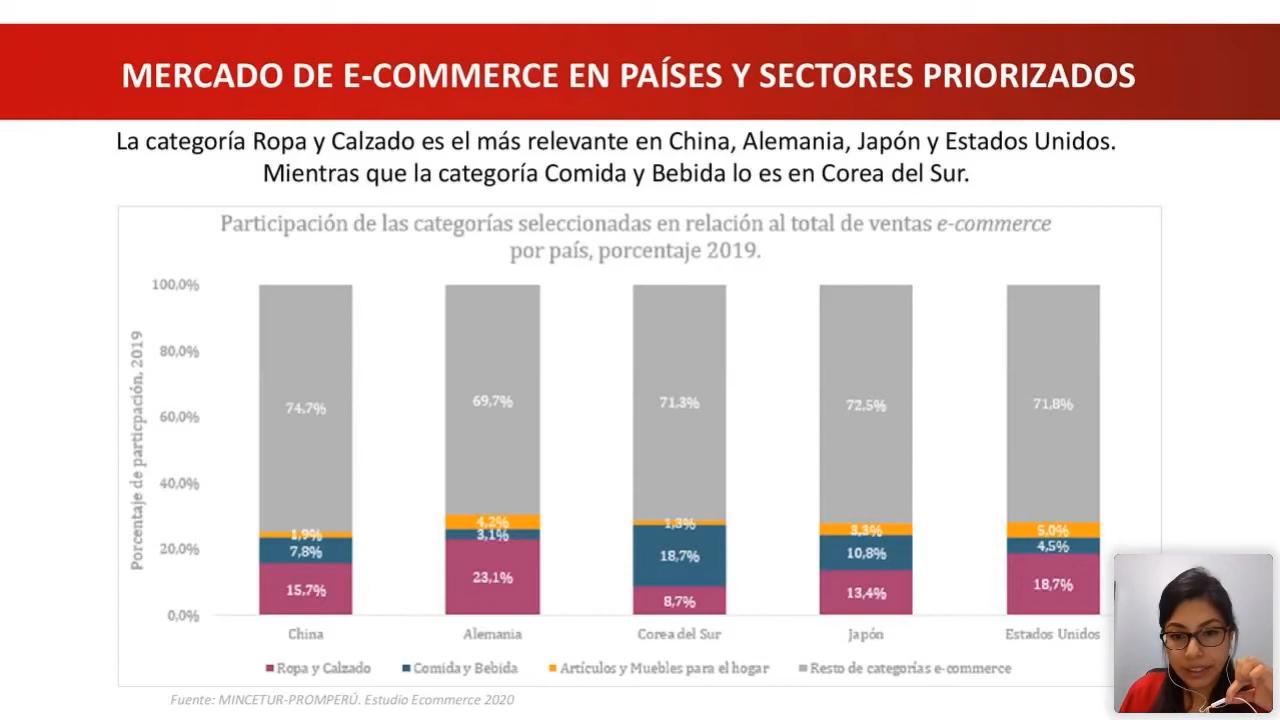 MERCADO DE E-COMMERCE EN PAÍSES Y SECTORES PRIORIZADOS
La categoría Ropa y Calzado es el más relevante en China, Alemania, Japón y Estados Unidos.
Mientras que la categoría Comida y Bebida lo es en Corea del Sur.
Participación de las categorías seleccionadas en relación al total de ventas e-commerce
por país, porcentaje 2019.
Porcentaje de particpación, 2019
100,0%
80,0%
60,0%
40,0%
20,0%
0,0%
74,7%
69,7%
71,3%
72,5%
71,8%
1,9%
4,2%
1,3%
3,3%
5,0%
7,8%
3,1%
18,7%
10,8%
4,5%
15,7%
23,1%
8,7%
13,4%
18,7%
China
Alemania
Corea del Sur
Japón
Estados Unidos
Ropa y Calzado
Comida y Bebida
Artículos y Muebles para el hogar
Resto de categorías e-commerce
Fuente: MINCETUR-PROMPERÚ. Estudio Ecommerce 2020